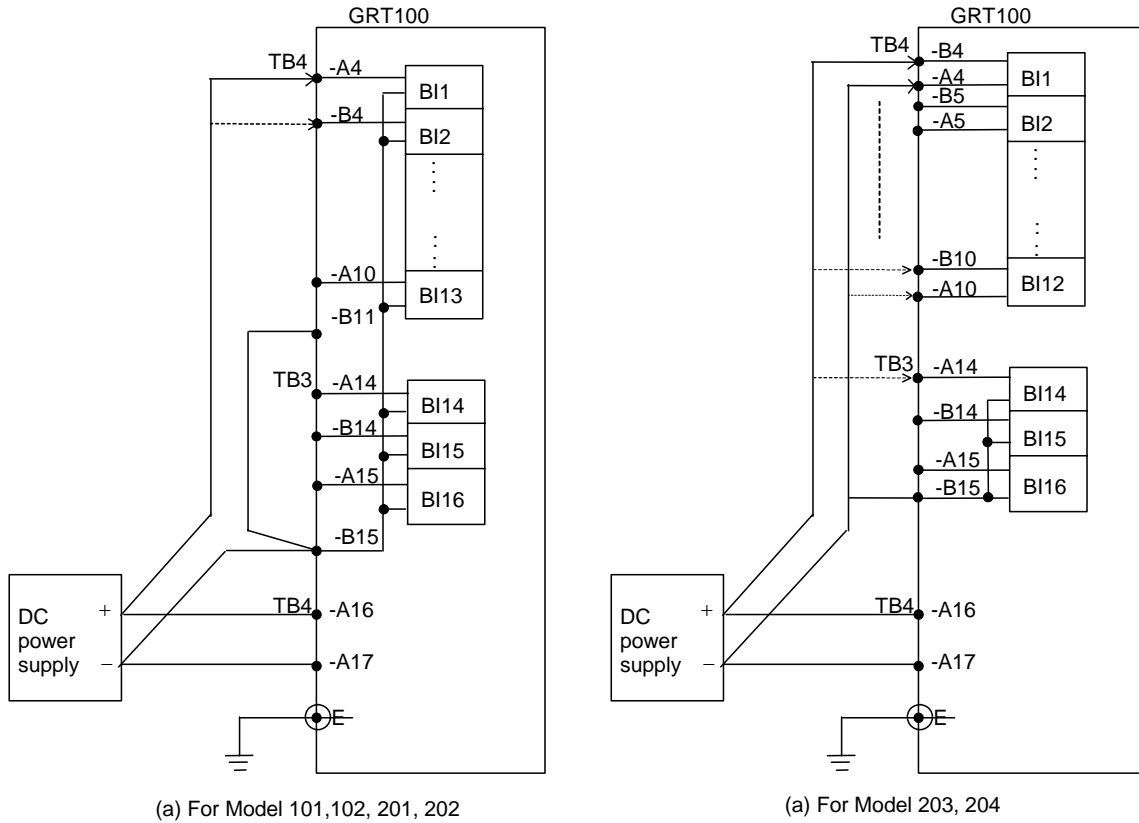 GRT100
TB4
-A4
BI1
-B4
BI2
-A10
BI13
-B11
TB3
-A14
BI14
-B14
BI15
-A15
BI16
-B15
DC
power
supply
+
−
TB4
-A16
-A17
E
(a) For Model 101,102, 201, 202
GRT100
TB4
-B4
-A4
BI1
-B5
-A5
BI2
-B10
-A10
BI12
TB3
-A14
BI14
-B14
BI15
-A15
-B15
BI16
DC
power
supply
+
−
TB4
-A16
-A17
E
(a) For Model 203, 204